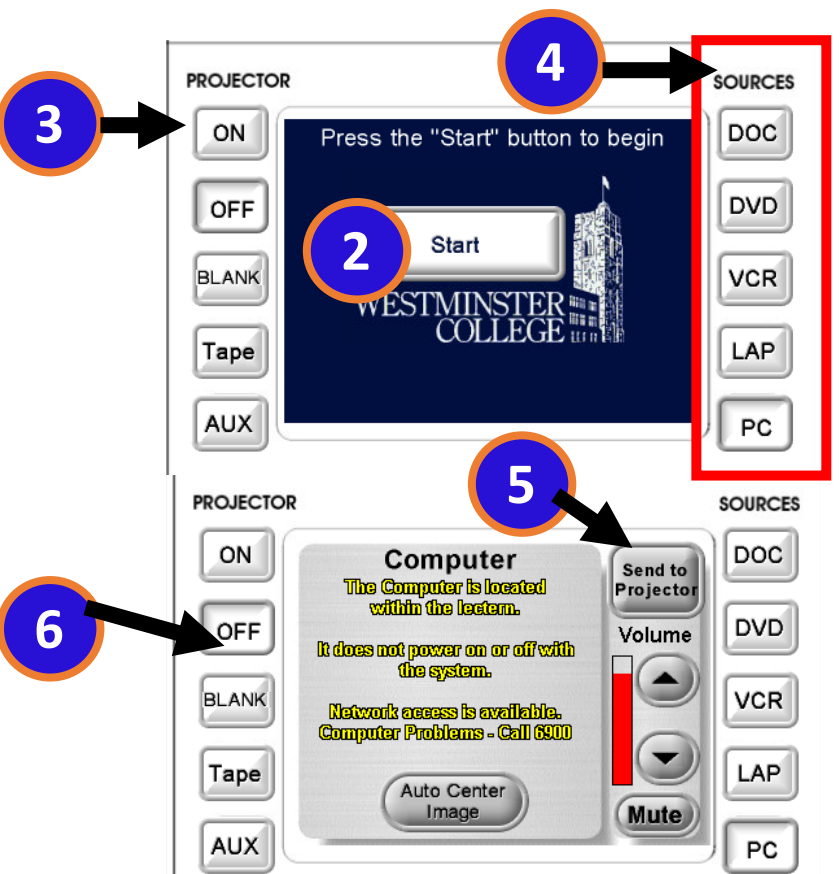 4
PROJECTOR
SOURCES
3
ON
Press the "Start" button to begin
DOC
OFF
2
Start
DVD
BLANK
WESTMINSTER
COLLEGE
VCR
Tape
LAP
AUX
PC
5
PROJECTOR
SOURCES
ON
Computer
The Computer is located
within the lectern.
Send to
Projector
DOC
6
OFF
It does not power on or off with
the system.
Volume
DVD
BLANK
Network access is available.
Computer Problems - Call 6900
VCR
Tape
Auto Center
Image
LAP
Mute
AUX
PC